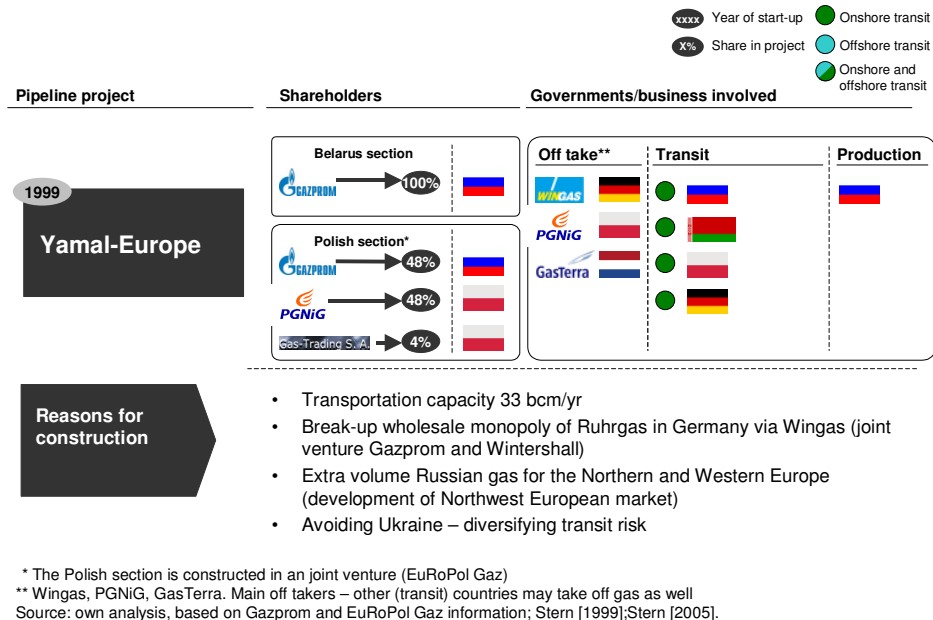 xxxx Year of start-up Onshore transit
X% Share in project Offshore transit
Onshore and
offshore transit
Pipeline project Shareholders Governments/business involved
Belarus section
GAZPROM 100%
Polish section*
GAZPROM 48%
PGNiG 48%
Gas-Trading S. A. 4%
Off take** Transit Production
WINGAS
PGNiG
GasTerra
1999
Yamal-Europe
Reasons for
construction
• Transportation capacity 33 bcm/yr
• Break-up wholesale monopoly of Ruhrgas in Germany via Wingas (joint
venture Gazprom and Wintershall)
• Extra volume Russian gas for the Northern and Western Europe
(development of Northwest European market)
• Avoiding Ukraine – diversifying transit risk
* The Polish section is constructed in an joint venture (EuRoPol Gaz)
** Wingas, PGNiG, GasTerra. Main off takers – other (transit) countries may take off gas as well
Source: own analysis, based on Gazprom and EuRoPol Gaz information; Stern [1999];Stern [2005].